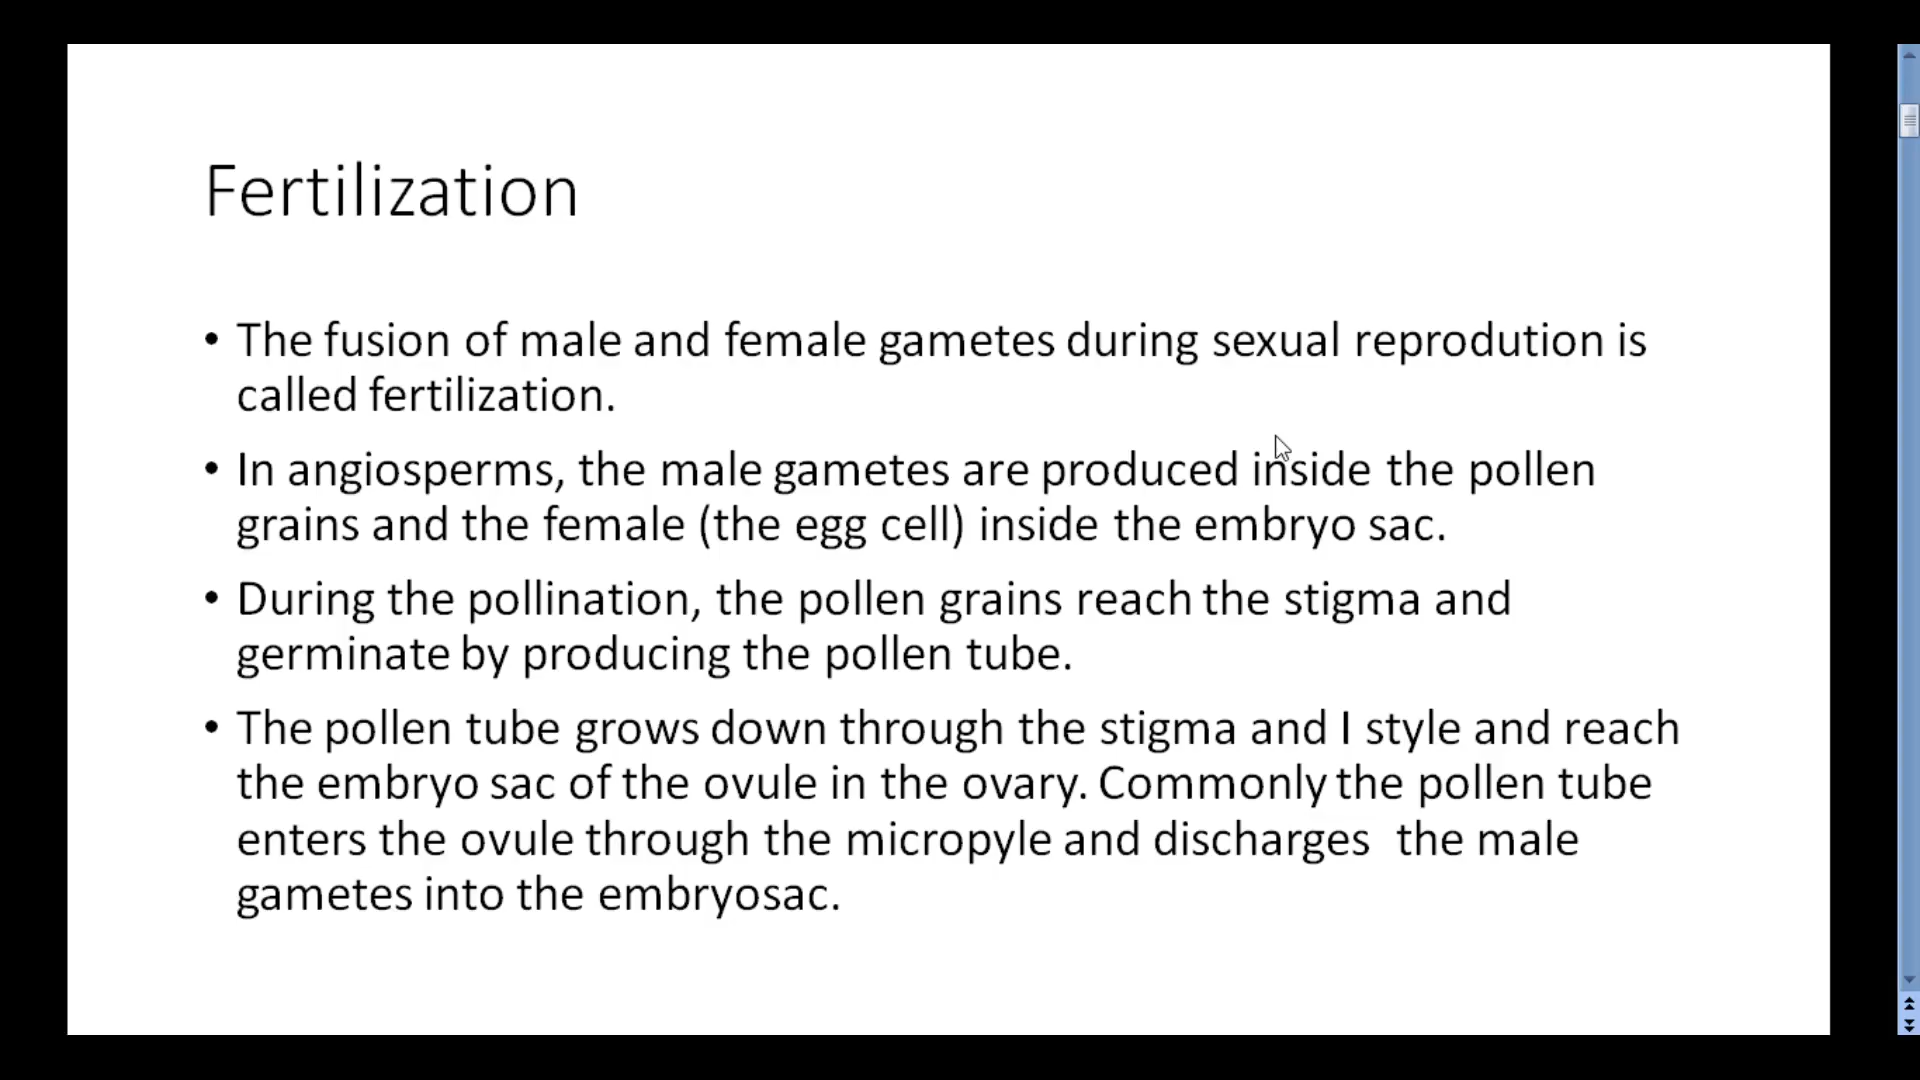 Fertilization
• The fusion of male and female gametes during sexual reprodution is
called fertilization.
• In angiosperms, the male gametes are produced inside the pollen
grains and the female (the egg cell) inside the embryo sac.
• During the pollination, the pollen grains reach the stigma and
germinate by producing the pollen tube.
• The pollen tube grows down through the stigma and I style and reach
the embryo sac of the ovule in the ovary. Commonly the pollen tube
enters the ovule through the micropyle and discharges  the male
gametes into the embryosac.